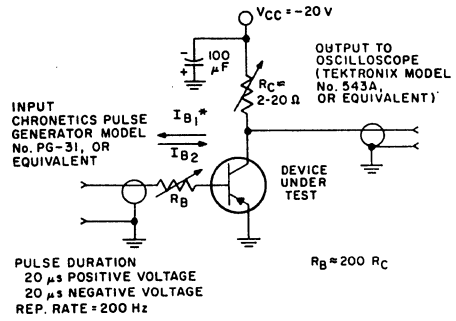 VCC = -20 V
-
100
μF
+
RC =
2-20 Ω
OUTPUT TO
OSCILLOSCOPE
(TEKTRONIX MODEL
No. 543A,
OR EQUIVALENT)
INPUT
CHRONETICS PULSE
GENERATOR MODEL
No. PG-31, OR
EQUIVALENT
IB1*
IB2
RB
DEVICE
UNDER
TEST
PULSE DURATION
20 μs POSITIVE VOLTAGE
20 μs NEGATIVE VOLTAGE
REP. RATE = 200 Hz
RB ≈ 200 RC